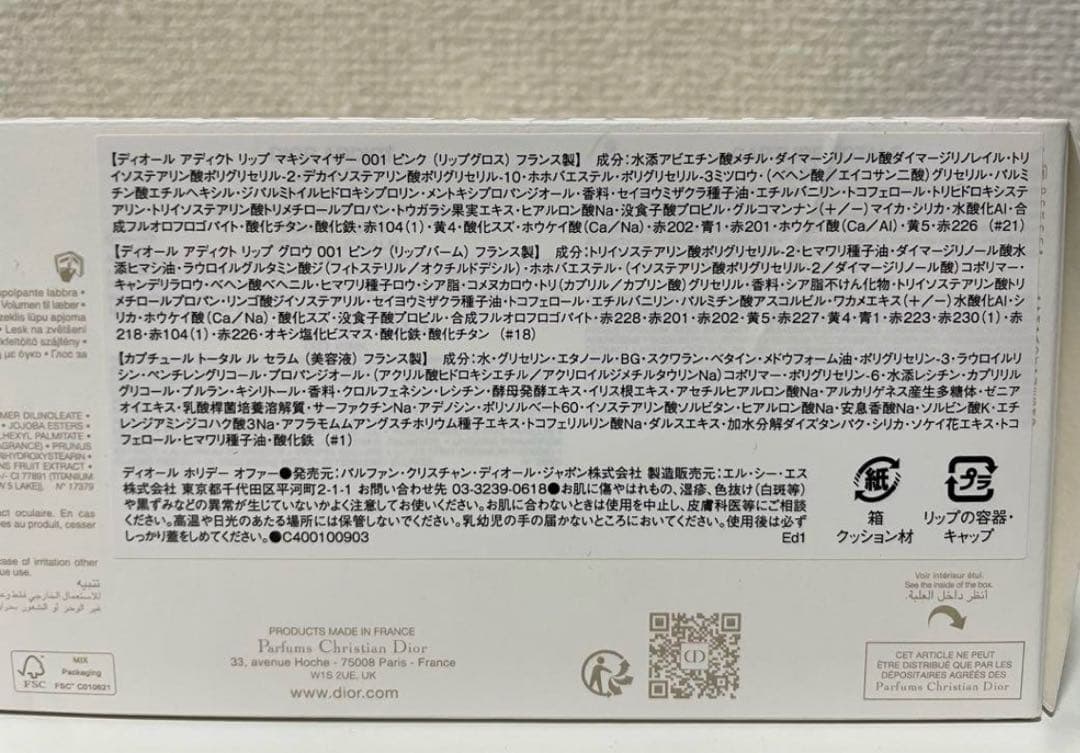 【ディオール アディクト リップ マキシマイザー 001 ピンク (リップグロス) フランス製】 成分:水添アビエチン酸メチル・ダイマージリノール酸ダイマージリノレイル・トリ
イソステアリン酸ポリグリセリル-2・デカイソステアリン酸ポリグリセリル-10・ホホバエステル・ポリグリセリル-3ミツロウ・(ベヘン酸/エイコサン二酸)グリセリル・パルミ
チン酸エチルヘキシル・ジパルミトイルヒドロキシプロリン・メントキシプロパンジオール・香料・セイヨウミザクラ種子油・エチルバニリン・トコフェロール・トリヒドロキシステ
アリン・トリイソステアリン酸トリメチロールプロパン・トウガラシ果実エキス・ヒアルロン酸Na・没食子酸プロピル・グルコマンナン(+/-)マイカ・シリカ・水酸化Al・合
成フルオロフロゴパイト・酸化チタン・酸化鉄・赤104(1)・黄4・酸化スズ・ホウケイ酸(Ca/Na)・赤202・青1・赤201・ホウケイ酸(Ca/Al)・黄5・赤226 (#21)
【ディオール アディクト リップ グロウ 001 ピンク (リップバーム) フランス製】 成分:トリイソステアリン酸ポリグリセリル-2・ヒマワリ種子油・ダイマージリノール酸水
添ヒマシ油・ラウロイルグルタミン酸ジ(フィトステリル/オクチルドデシル)・ホホバエステル・(イソステアリン酸ポリグリセリル-2/ダイマージリノール酸)コポリマー・
キャンデリラロウ・ベヘン酸ベヘニル・ヒマワリ種子ロウ・シア脂・コメヌカロウ・トリ(カプリル/カプリン酸)グリセリル・香料・シア脂不けん化物・トリイソステアリン酸トリ
メチロールプロパン・リンゴ酸ジイソステアリル・セイヨウミザクラ種子油・トコフェロール・エチルバニリン・パルミチン酸アスコルビル・ワカメエキス(+/-)水酸化Al・シ
リカ・ホウケイ酸(Ca/Na)・酸化スズ・没食子酸プロピル・合成フルオロフロゴパイト・赤228・赤201・赤202・黄5・赤227・黄4・青1・赤223・赤230(1)・赤
218・赤104(1)・赤226・オキシ塩化ビスマス・酸化鉄・酸化チタン (#18)
【カプチュール トータル ル セラム (美容液) フランス製】 成分:水・グリセリン・エタノール・BG・スクワラン・ベタイン・メドウフォーム油・ポリグリセリン-3・ラウロイルリ
シン・ペンチレングリコール・プロパンジオール・(アクリル酸ヒドロキシエチル/アクリロイルジメチルタウリンNa)コポリマー・ポリグリセリン-6・水添レシチン・カプリリル
グリコール・プルラン・キシリトール・香料・クロルフェネシン・レシチン・酵母発酵エキス・イリス根エキス・アセチルヒアルロン酸Na・アルカリゲネス産生多糖体・ゼニア
オイエキス・乳酸桿菌培養溶解質・サーファクチンNa・アデノシン・ポリソルベート60・イソステアリン酸ソルビタン・ヒアルロン酸Na・安息香酸Na・ソルビン酸K・エチ
レンジアミンジコハク酸3Na・アフラモムムアングスチホリウム種子エキス・トコフェリルリン酸Na・ダルスエキス・加水分解ダイズタンパク・シリカ・ソケイ花エキス・トコ
フェロール・ヒマワリ種子油・酸化鉄 (#1)
ディオール ホリデー オファー●発売元:パルファン・クリスチャン・ディオール・ジャポン株式会社 製造販売元:エル・シー・エス
株式会社 東京都千代田区平河町2-1-1 お問い合わせ先 03-3239-0618●お肌に傷やはれもの、湿疹、色抜け(白斑等)
や黒ずみなどの異常が生じていないかよく注意してお使いください。お肌に合わないときは使用を中止し、皮膚科医等にご相談
ください。高温や日光のあたる場所には保管しないでください。乳幼児の手の届かないところにおいてください。使用後は必ず
しっかり蓋をしめてください。●C400100903 Ed1
紙
箱
クッション材
プラ
リップの容器・
キャップ
upolpante labbra •
Volumen til læber •
zeklis lūpu apjoma
• Lesk na zvětšení
kfeltöltő szájfény •
με όγκο • Γλος για
MER DILINOLEATE •
• JOJOBA ESTERS •
HEXYL PALMITATE •
RAGRANCE) • PRUNUS
RIHYDROXYSTEARIN •
NS FRUIT EXTRACT •
CI 77891 (TITANIUM
LAKE)]. N° 17379
act oculaire. En cas
es au produit, cesser
case of irritation other
ue use.
تنبيه
Voir intérieur étui.
See the inside of the box.
أنظر داخل العلبة.
PRODUCTS MADE IN FRANCE
Parfums Christian Dior
33, avenue Hoche - 75008 Paris - France
W1S 2UE, UK
www.dior.com
CD
FSC
MIX
Packaging
FSC® C010621
CET ARTICLE NE PEUT
ÊTRE DISTRIBUÉ QUE PAR LES
DÉPOSITAIRES AGRÉÉS DES
Parfums Christian Dior